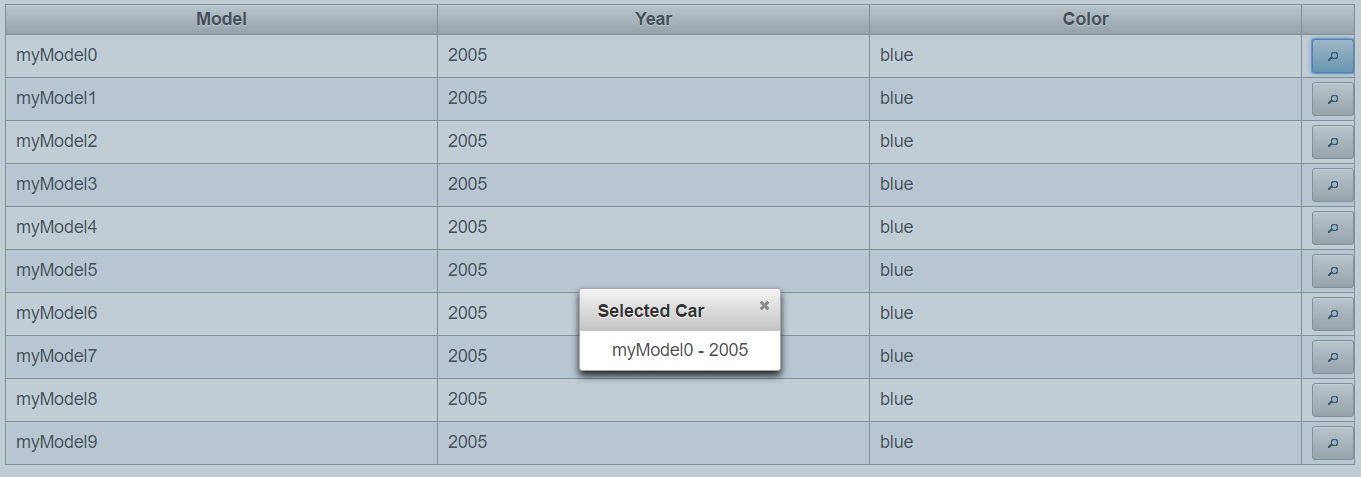 Model Year Color
myModel0 2005 blue
myModel1 2005 blue
myModel2 2005 blue
myModel3 2005 blue
myModel4 2005 blue
myModel5 2005 blue
myModel6 2005 blue
myModel7 2005 blue
myModel8 2005 blue
myModel9 2005 blue
Selected Car
myModel0 - 2005